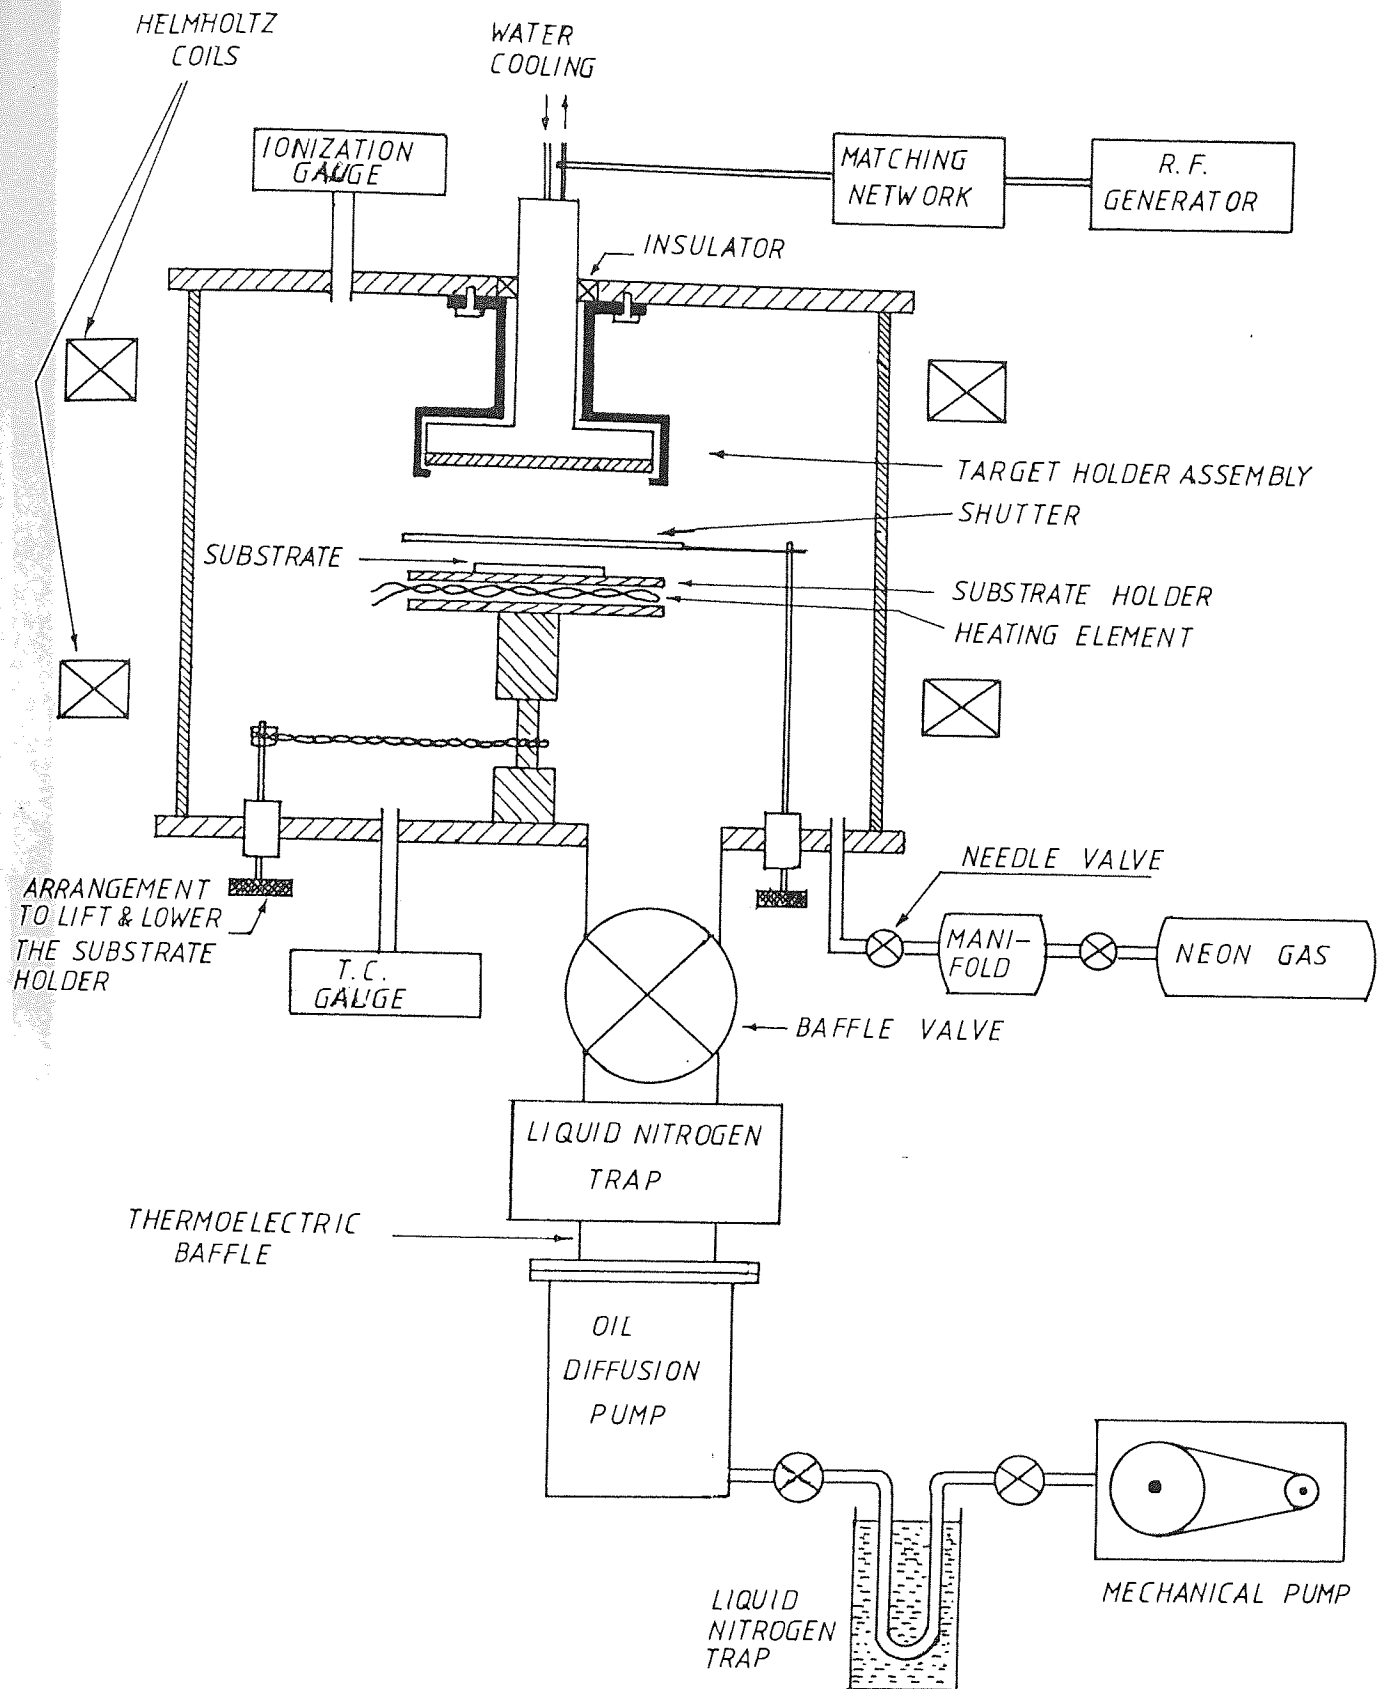 HELMHOLTZ
COILS
WATER
COOLING
IONIZATION
GAUGE
MATCHING
NETWORK
R.F.
GENERATOR
INSULATOR
TARGET HOLDER ASSEMBLY
SHUTTER
SUBSTRATE
SUBSTRATE HOLDER
HEATING ELEMENT
NEEDLE VALVE
ARRANGEMENT
TO LIFT & LOWER
THE SUBSTRATE
HOLDER
T.C.
GAUGE
MANI-
FOLD
NEON GAS
BAFFLE VALVE
LIQUID NITROGEN
TRAP
THERMOELECTRIC
BAFFLE
OIL
DIFFUSION
PUMP
LIQUID
NITROGEN
TRAP
MECHANICAL PUMP